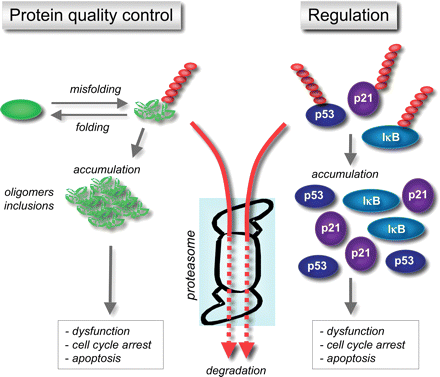 Protein quality control
Regulation
misfolding
folding
accumulation
oligomers
inclusions
- dysfunction
- cell cycle arrest
- apoptosis
proteasome
degradation
p53
p21
IκB
accumulation
p53
p21
IκB
IκB
p21
p53
p21
p53
- dysfunction
- cell cycle arrest
- apoptosis